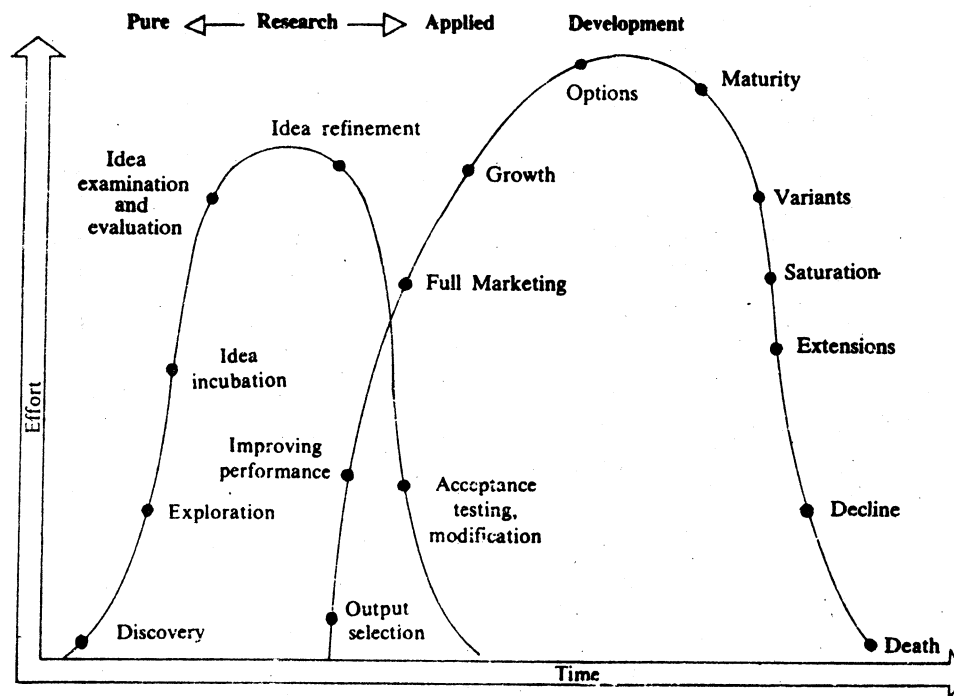 Pure Research Applied Development
Maturity
Options
Idea refinement
Idea
examination
and
evaluation
Growth
Variants
Full Marketing
Saturation
Extensions
Idea
incubation
Effort
Improving
performance
Acceptance
testing,
modification
Exploration
Decline
Output
selection
Discovery
Death
Time